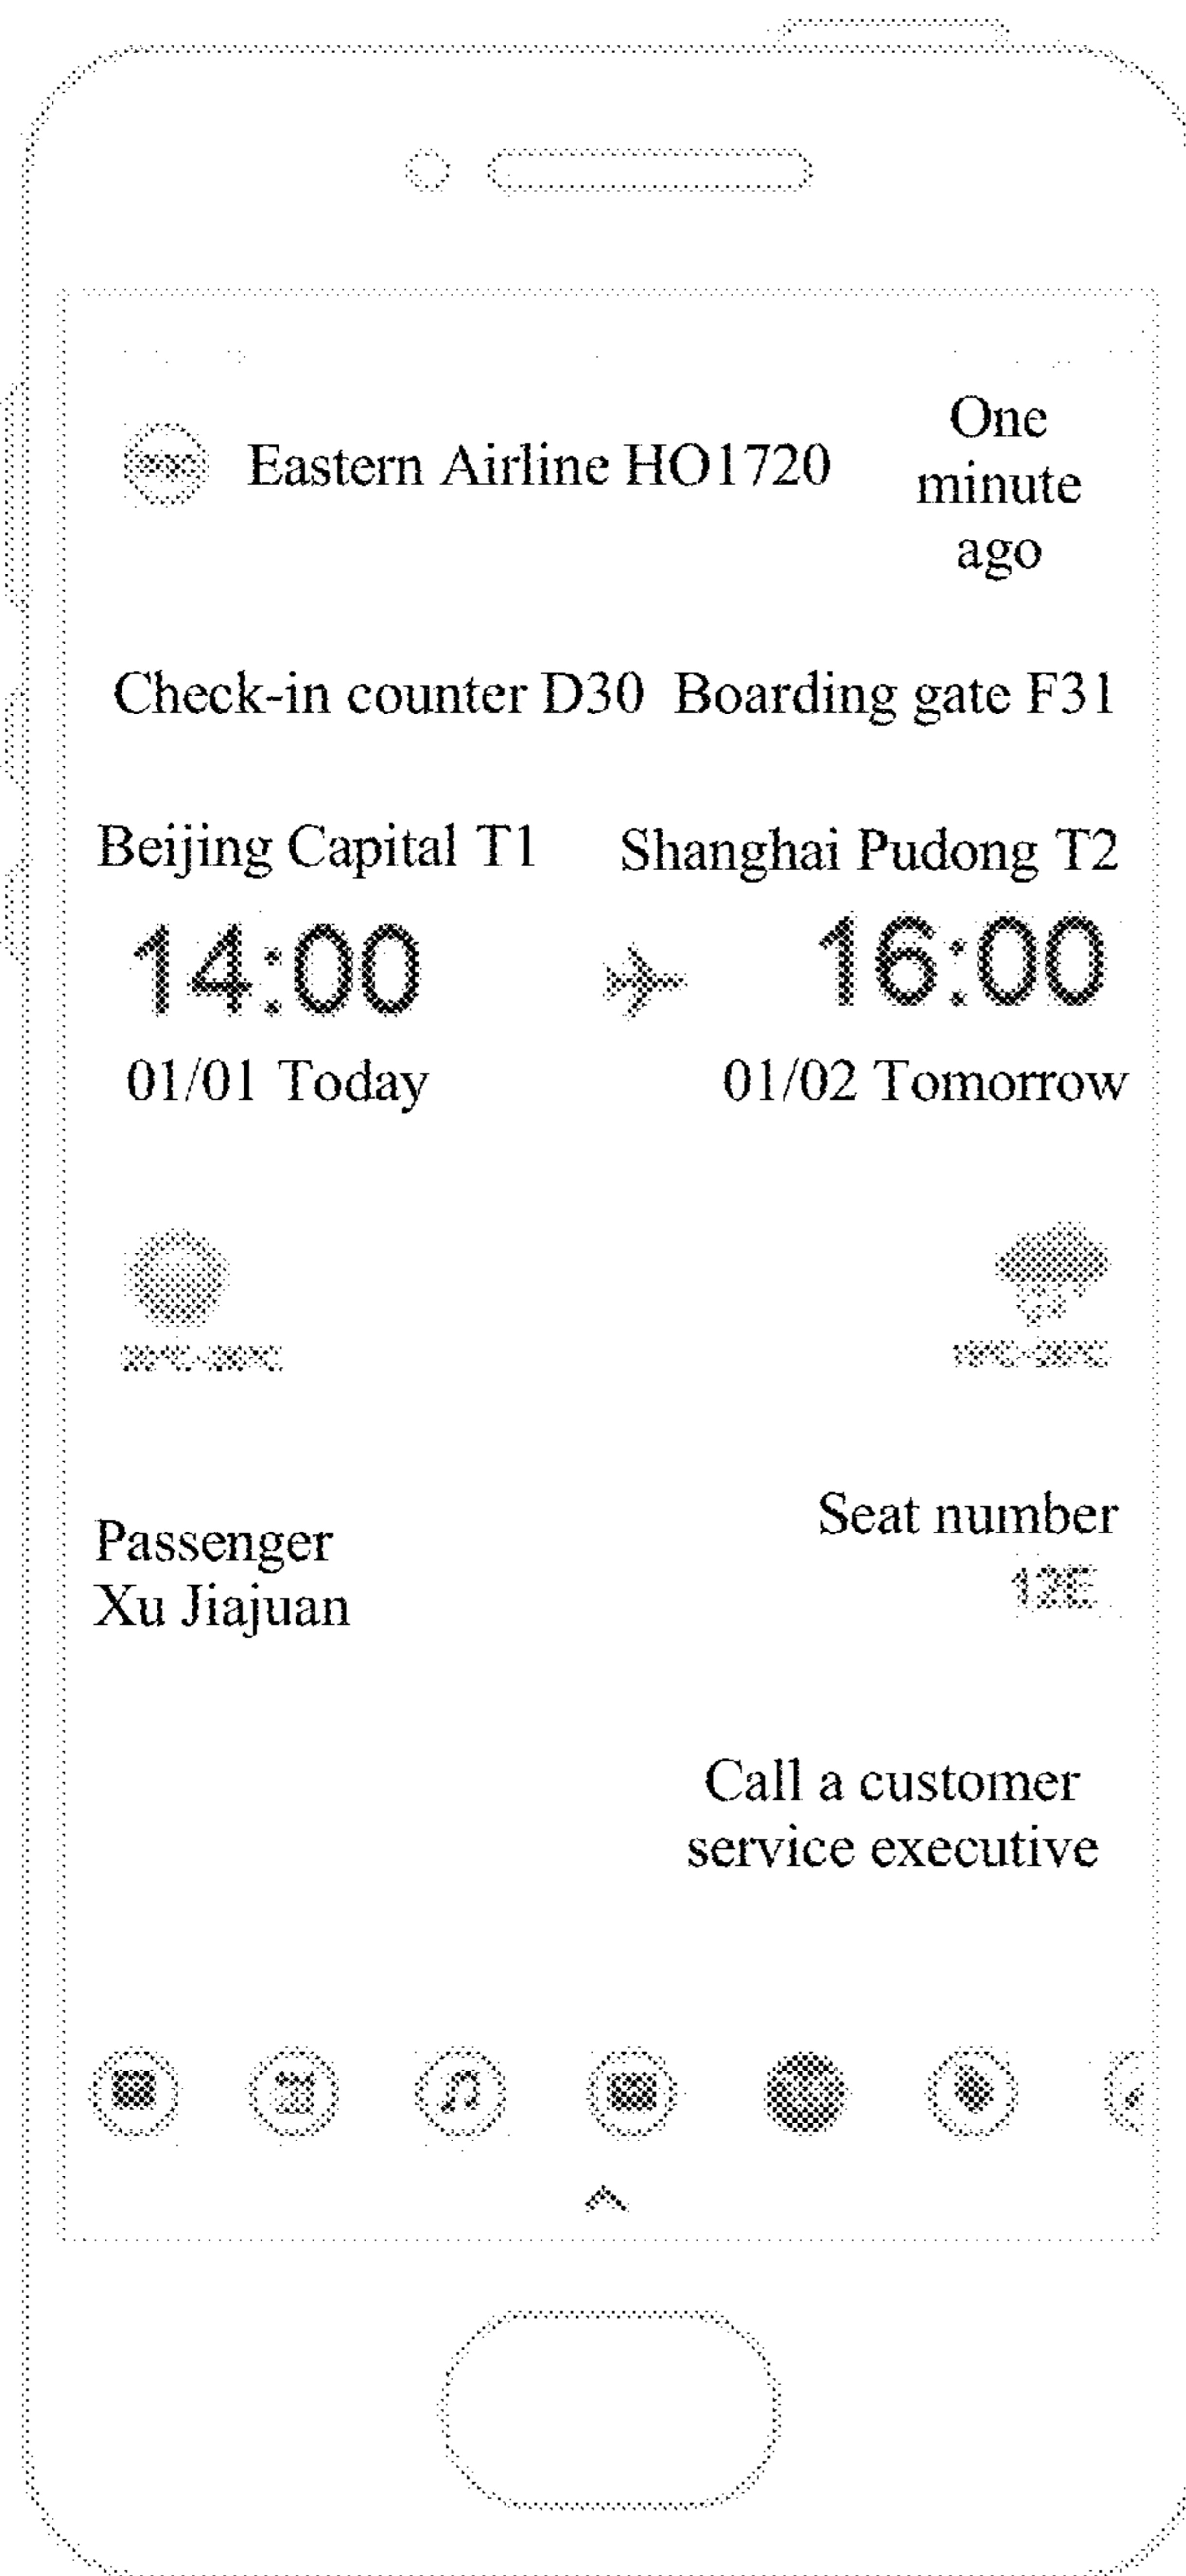 Eastern Airline HO1720
One
minute
ago
Check-in counter D30 Boarding gate F31
Beijing Capital T1 Shanghai Pudong T2
14:00 16:00
01/01 Today 01/02 Tomorrow
Passenger
Xu Jiajuan
Seat number
12E
Call a customer
service executive